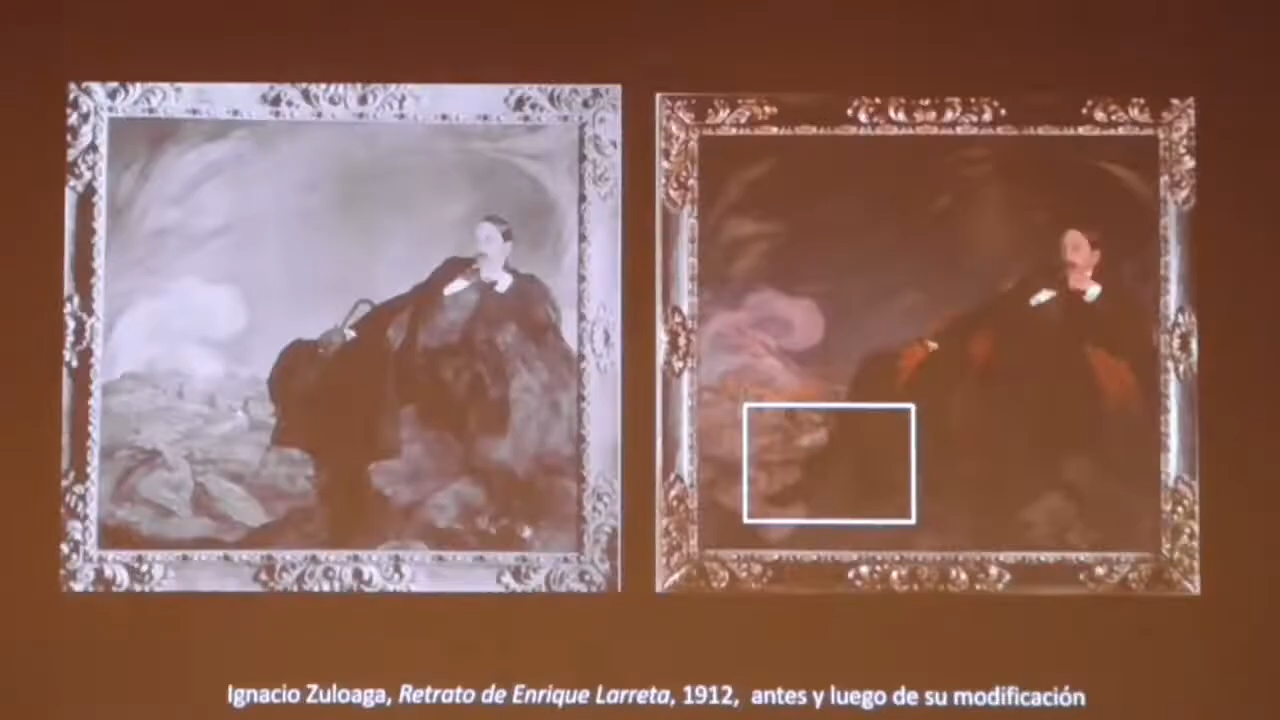 Ignacio Zuloaga, Retrato de Enrique Larreta, 1912, antes y luego de su modificación